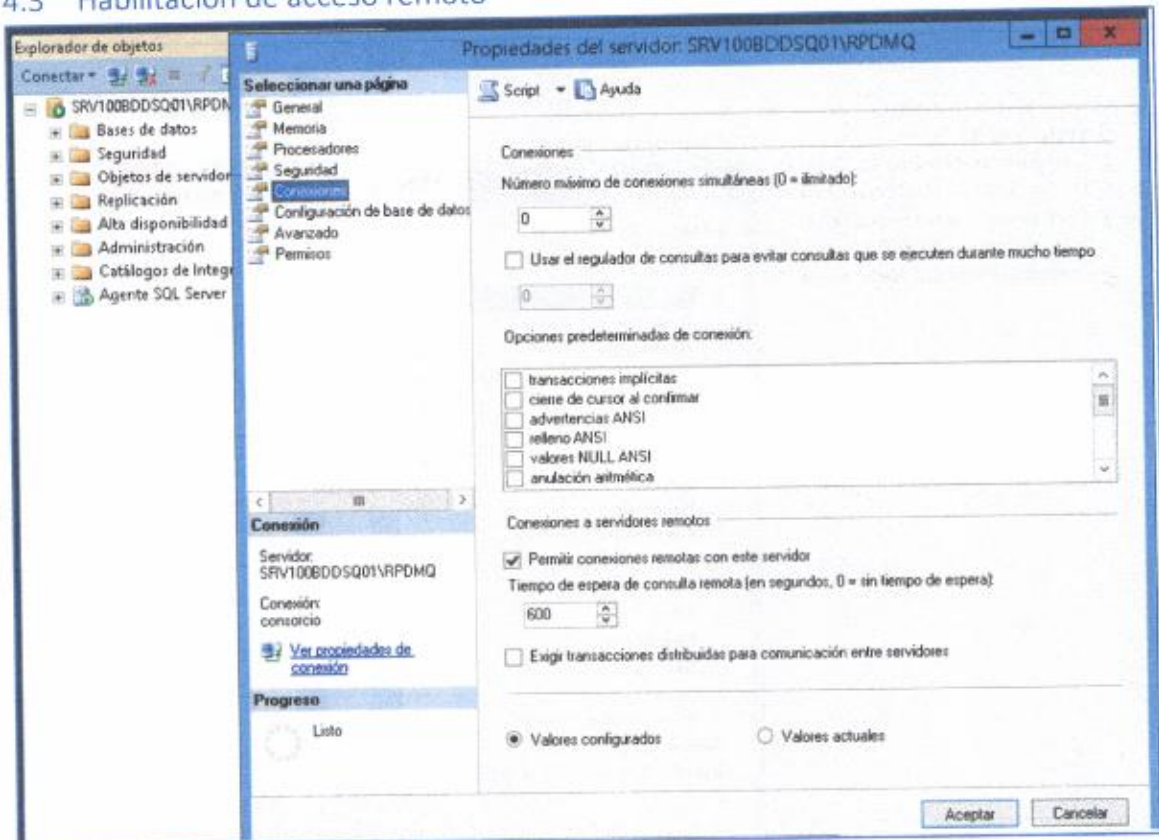 4.3 Habilitación de acceso remoto
Explorador de objetos
Conectar
SRV100BDDSQ01\RPDM
Bases de datos
Seguridad
Objetos de servidor
Replicación
Alta disponibilidad
Administración
Catálogos de Integr
Agente SQL Server
Propiedades del servidor: SRV100BDDSQ01\RPDMQ
Seleccionar una página
General
Memoria
Procesadores
Seguridad
Conexiones
Configuración de base de datos
Avanzado
Permisos
Conexión
Servidor:
SRV100BDDSQ01\RPDMQ
Conexión:
consorcio
Ver propiedades de
conexión
Progreso
Listo
Script
Ayuda
Conexiones
Número máximo de conexiones simultáneas (0 = ilimitado):
0
Usar el regulador de consultas para evitar consultas que se ejecuten durante mucho tiempo
0
Opciones predeterminadas de conexión:
transacciones implícitas
cierre de cursor al confirmar
advertencias ANSI
relleno ANSI
valores NULL ANSI
anulación aritmética
Conexiones a servidores remotos
Permitir conexiones remotas con este servidor
Tiempo de espera de consulta remota (en segundos, 0 = sin tiempo de espera):
600
Exigir transacciones distribuidas para comunicación entre servidores
Valores configurados
Valores actuales
Aceptar
Cancelar